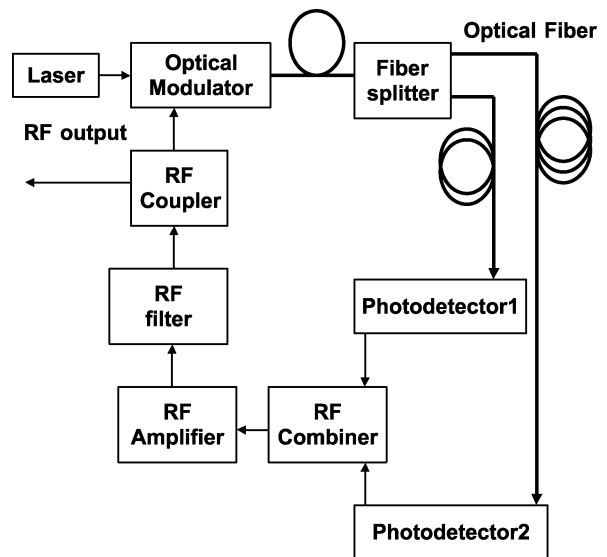 Optical Fiber
Laser
Optical
Modulator
Fiber
splitter
RF output
RF
Coupler
RF
filter
Photodetector1
RF
Amplifier
RF
Combiner
Photodetector2